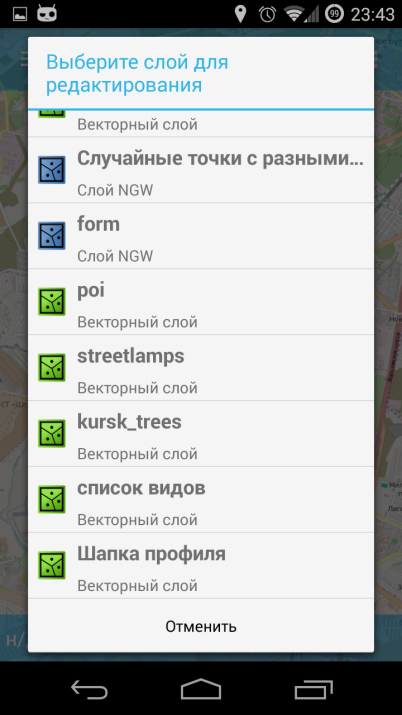 99 23:43
Выберите слой для
редактирования
Векторный слой
Случайные точки с разными...
Слой NGW
form
Слой NGW
poi
Векторный слой
streetlamps
Векторный слой
kursk_trees
Векторный слой
список видов
Векторный слой
Шапка профиля
Векторный слой
Отменить
н/